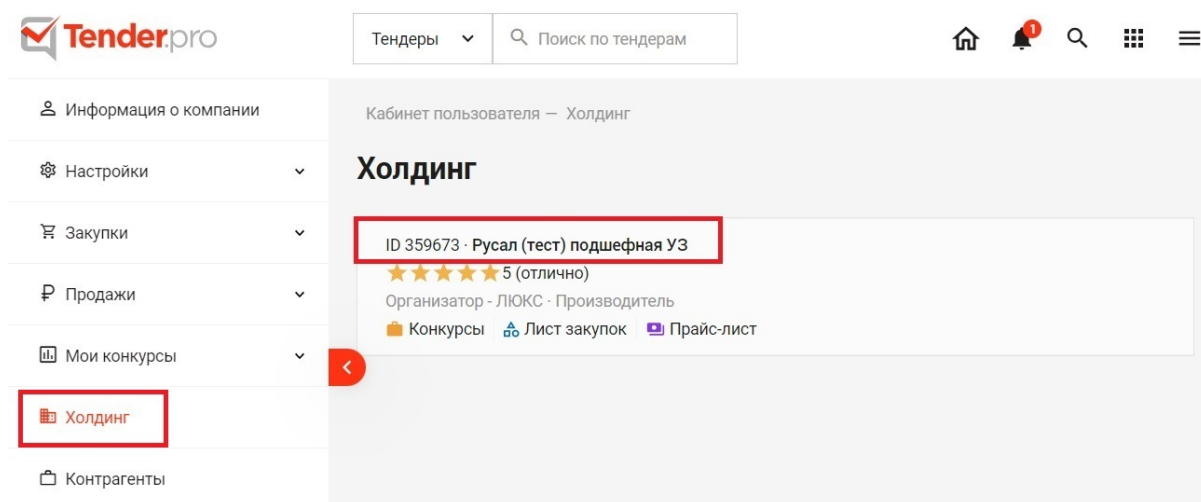 Tender.pro
Тендеры
Поиск по тендерам
1
Информация о компании
Настройки
Закупки
Продажи
Мои конкурсы
Холдинг
Контрагенты
Кабинет пользователя — Холдинг
Холдинг
ID 359673 · Русал (тест) подшефная УЗ
5 (отлично)
Организатор - ЛЮКС · Производитель
Конкурсы Лист закупок Прайс-лист